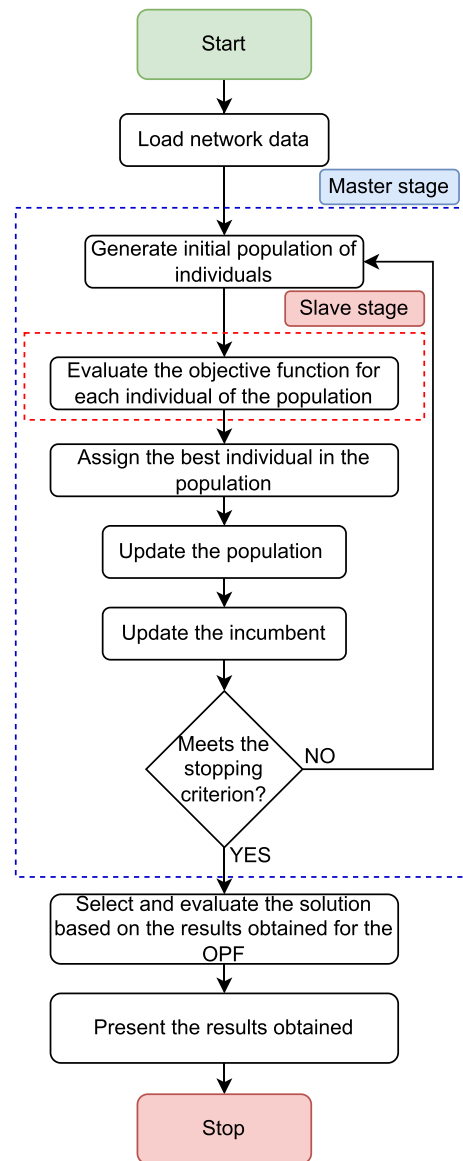 Start
Load network data
Master stage
Generate initial population of
individuals
Slave stage
Evaluate the objective function for
each individual of the population
Assign the best individual in the
population
Update the population
Update the incumbent
Meets the
stopping
criterion?
NO
YES
Select and evaluate the solution
based on the results obtained for the
OPF
Present the results obtained
Stop